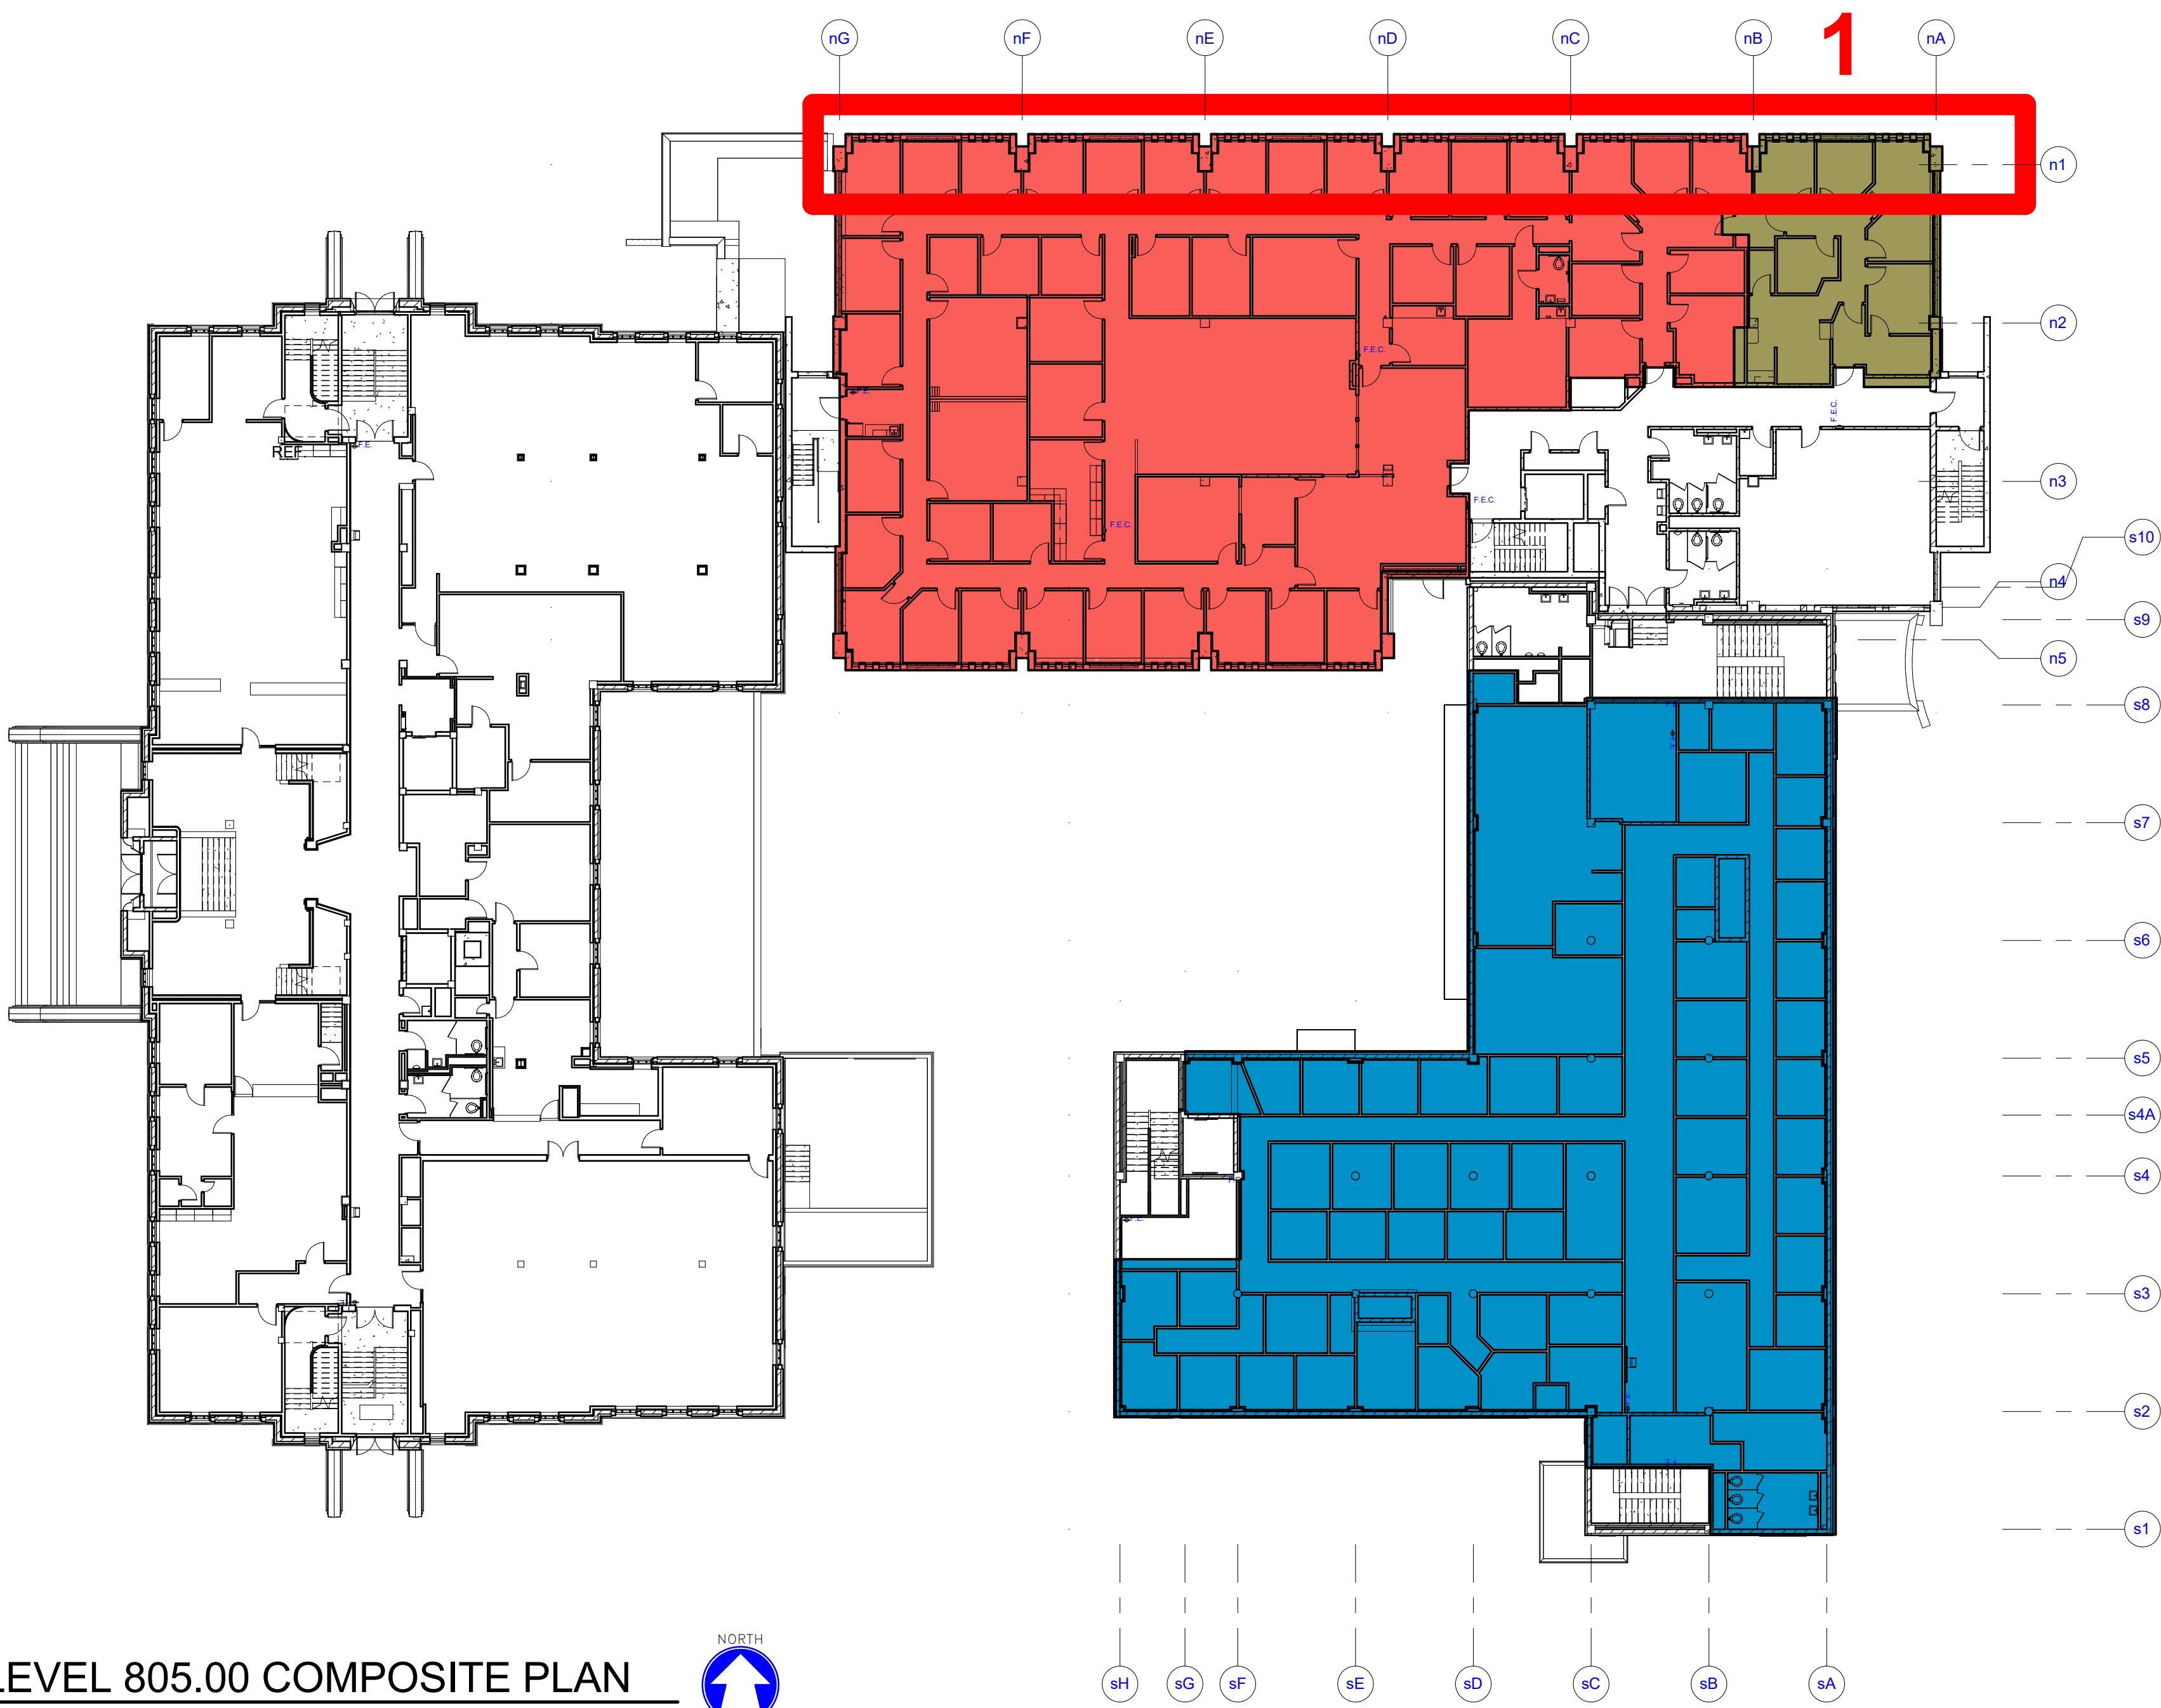 1
nG nF nE nD nC nB nA
n1
n2
F.E.C.
F.E.
F.E.C.
F.E.
REF
n3
F.E.C.
F.E.C.
s10
n4
s9
n5
s8
s7
s6
s5
s4A
s4
s3
s2
s1
NORTH
LEVEL 805.00 COMPOSITE PLAN
sH sG sF sE sD sC sB sA